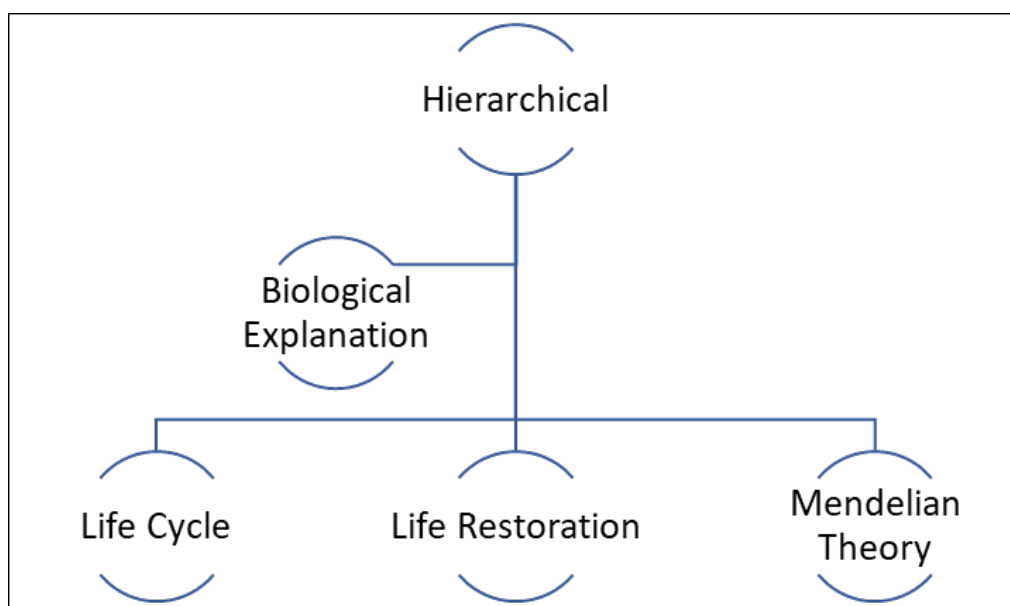 Hierarchical
Biological
Explanation
Life Cycle
Life Restoration
Mendelian
Theory